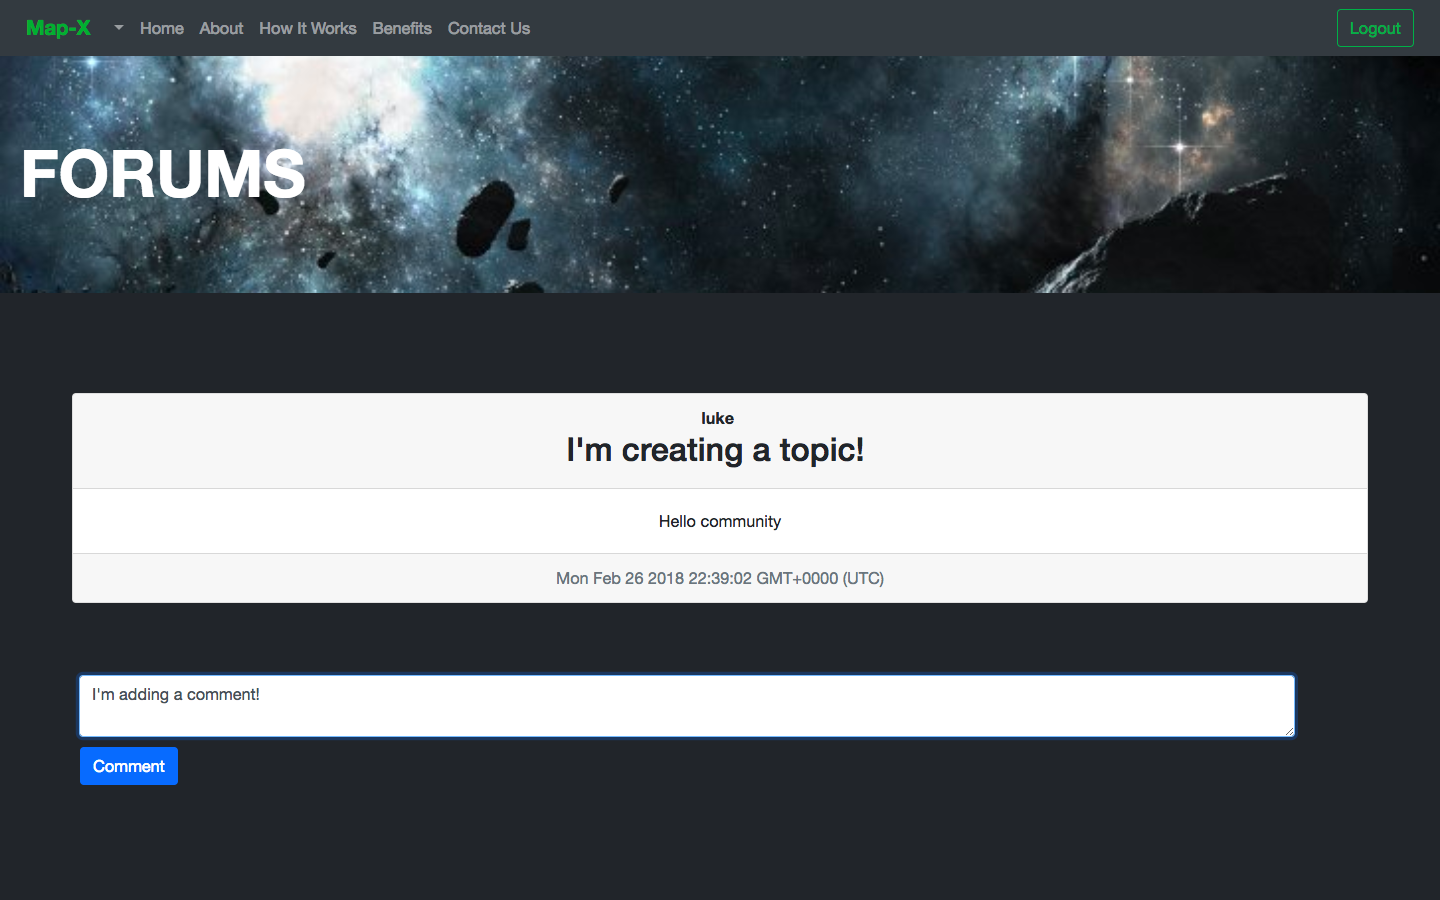 Map-X Home About How It Works Benefits Contact Us Logout
FORUMS
luke
I'm creating a topic!
Hello community
Mon Feb 26 2018 22:39:02 GMT+0000 (UTC)
I'm adding a comment!
Comment